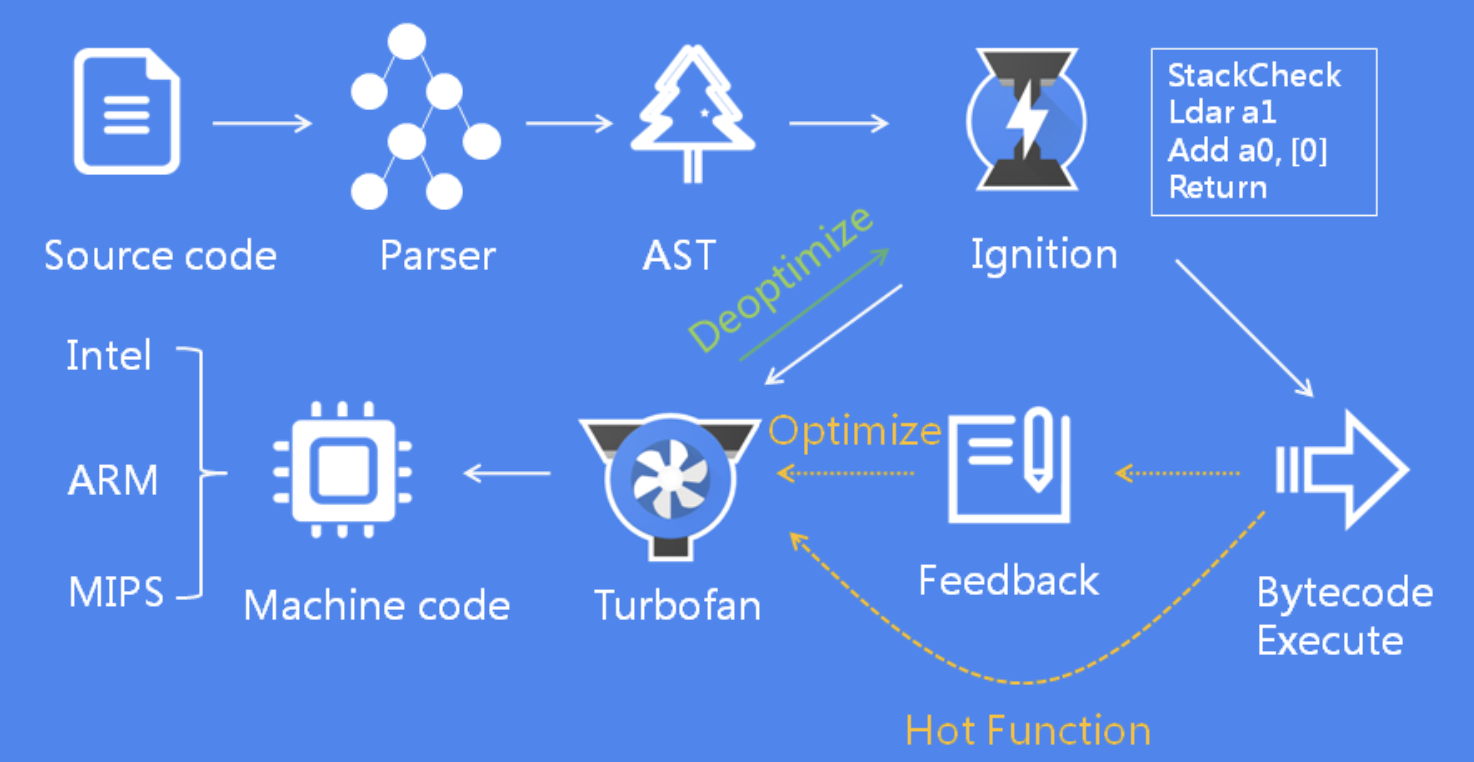 StackCheck
Ldar a1
Add a0, [0]
Return
Source code
Parser
AST
Ignition
Deoptimize
Intel
ARM
MIPS
Optimize
Machine code
Turbofan
Feedback
Bytecode
Execute
Hot Function